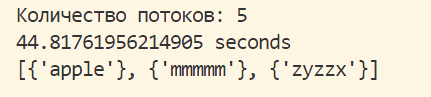 Количество потоков: 5
44.81761956214905 seconds
[{'apple'}, {'mmmmm'}, {'zyzzx'}]